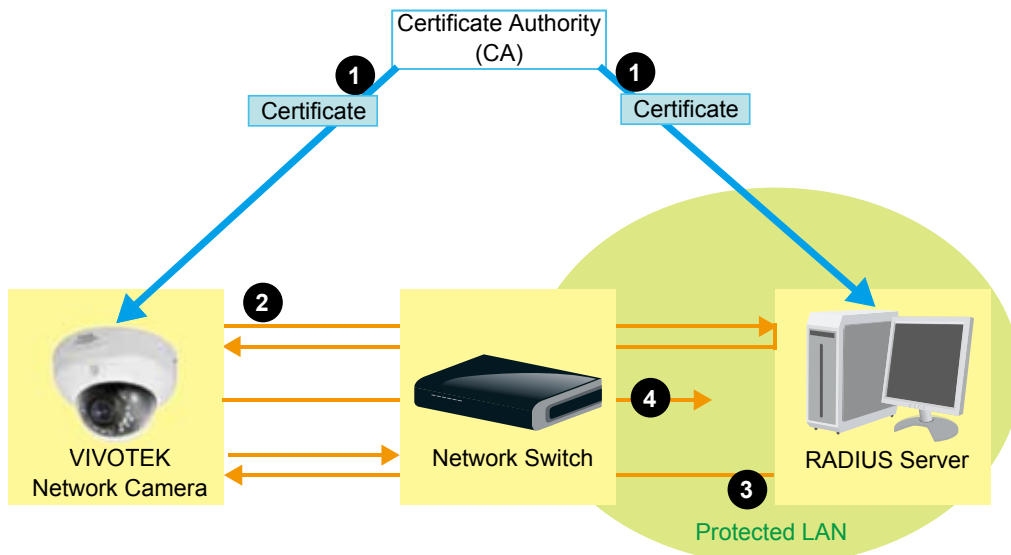 Certificate Authority
(CA)
1
1
Certificate
Certificate
2
4
VIVOTEK
Network Camera
Network Switch
RADIUS Server
3
Protected LAN